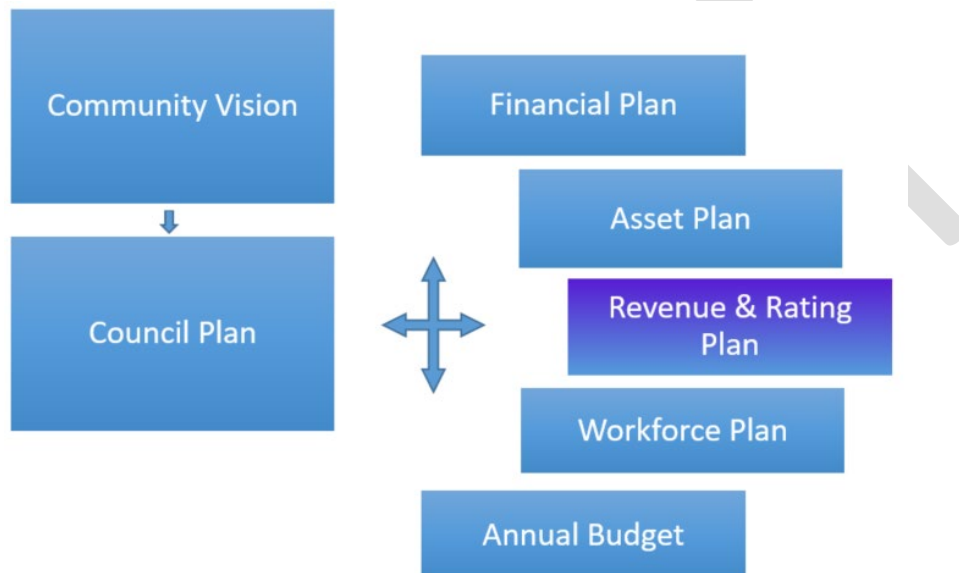 Community Vision
Council Plan
Financial Plan
Asset Plan
Revenue & Rating
Plan
Workforce Plan
Annual Budget